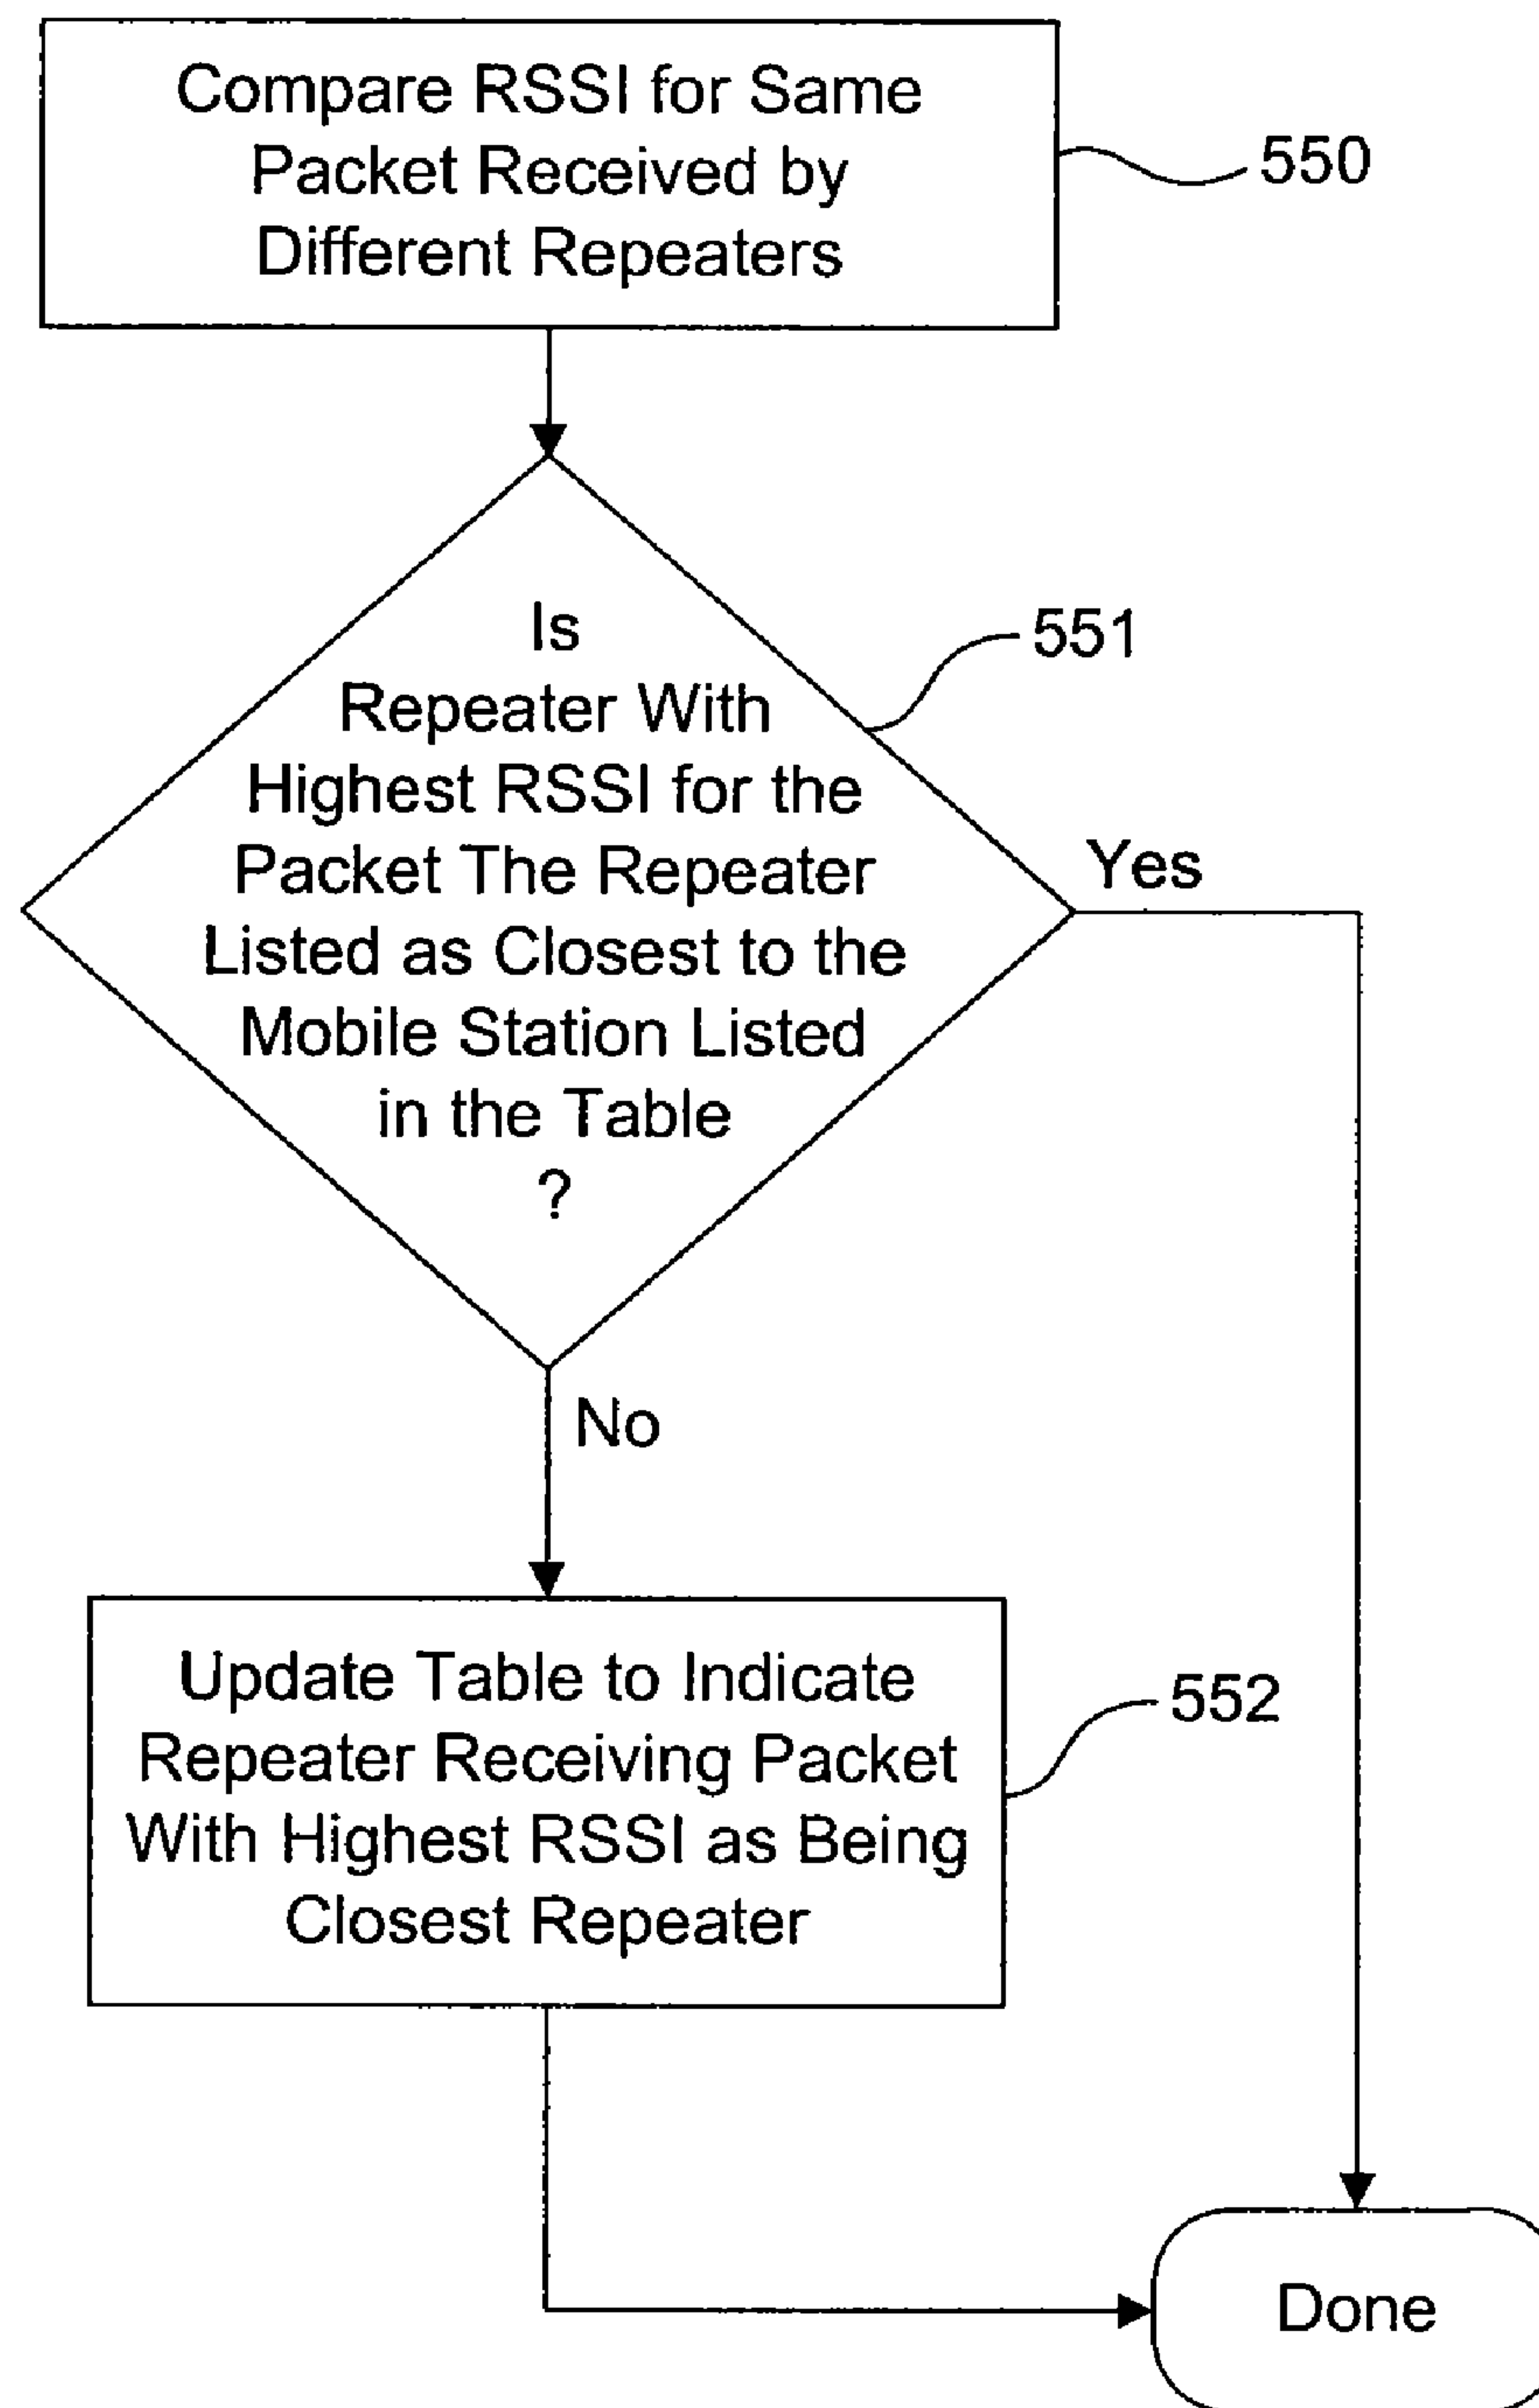 Compare RSSI for Same
Packet Received by
Different Repeaters
550
Is
Repeater With
Highest RSSI for the
Packet The Repeater
Listed as Closest to the
Mobile Station Listed
in the Table
?
551
Yes
No
Update Table to Indicate
Repeater Receiving Packet
With Highest RSSI as Being
Closest Repeater
552
Done